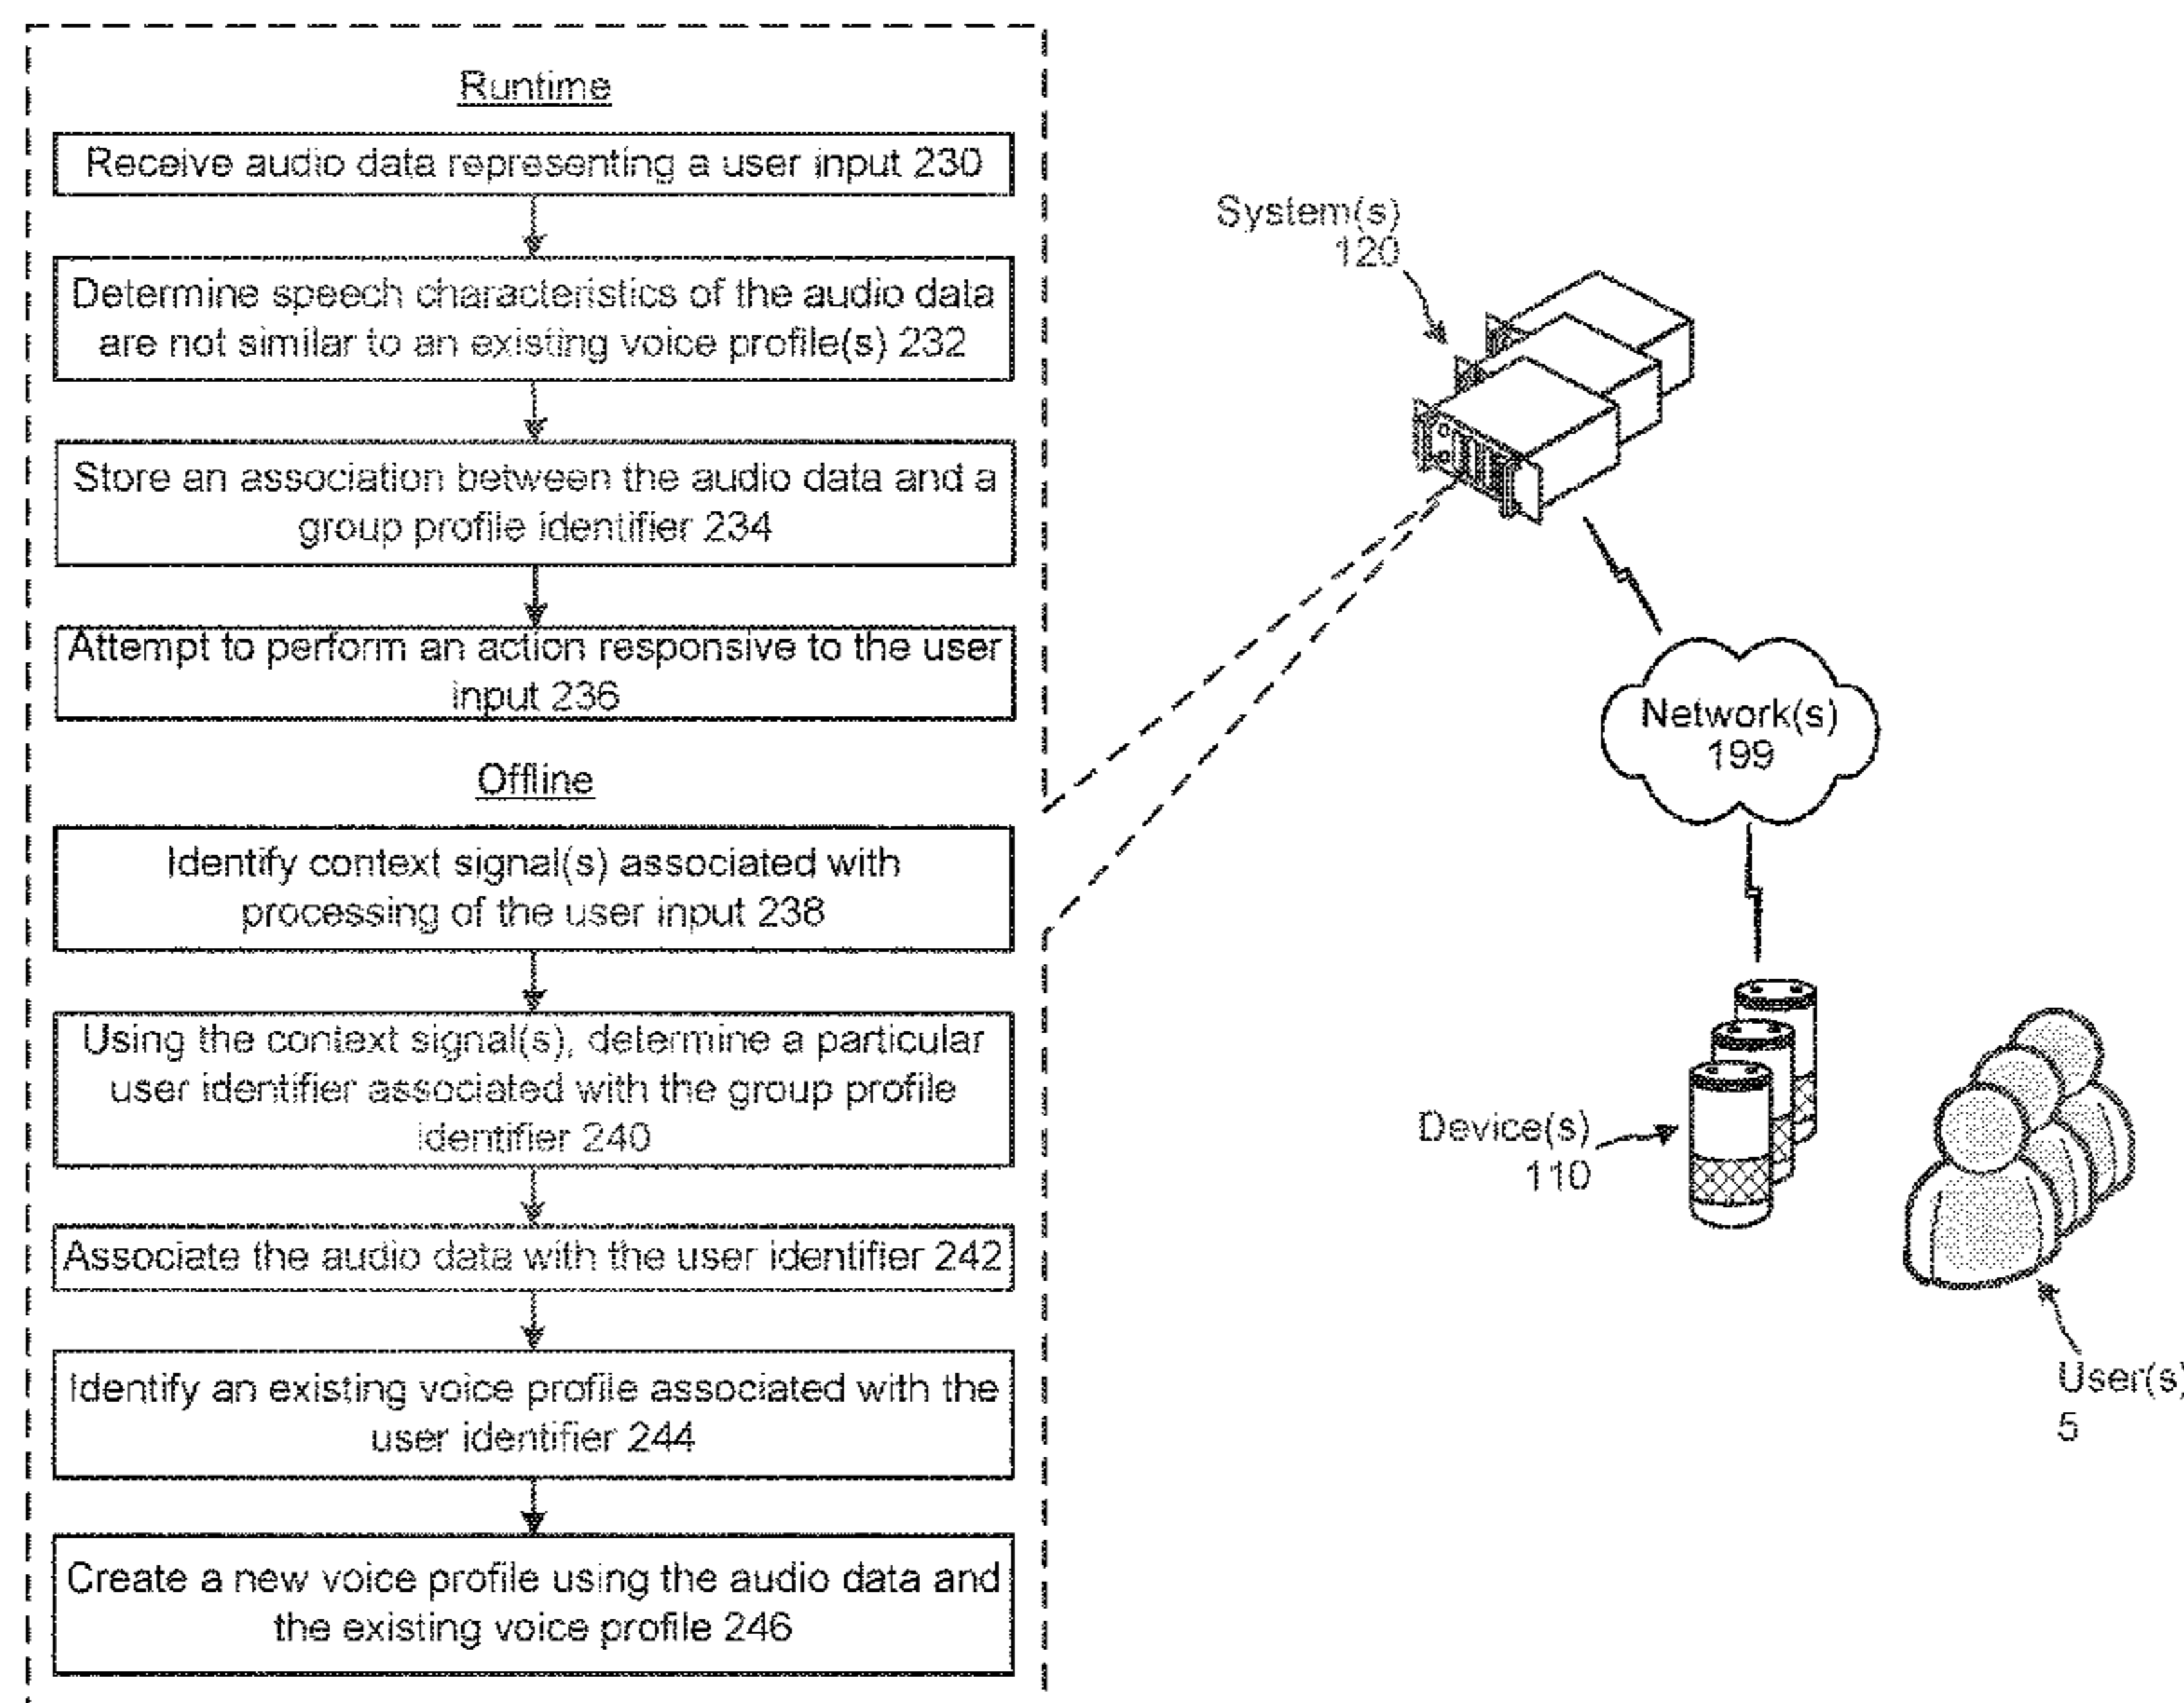 Runtime
Receive audio data representing a user input 230
Determine speech characteristics of the audio data
are not similar to an existing voice profile(s) 232
Store an association between the audio data and a
group profile identifier 234
Attempt to perform an action responsive to the user
input 236
Offline
Identify context signal(s) associated with
processing of the user input 238
Using the context signal(s), determine a particular
user identifier associated with the group profile
identifier 240
Associate the audio data with the user identifier 242
Identify an existing voice profile associated with the
user identifier 244
Create a new voice profile using the audio data and
the existing voice profile 246
System(s)
120
Network(s)
199
Device(s)
110
User(s)
5